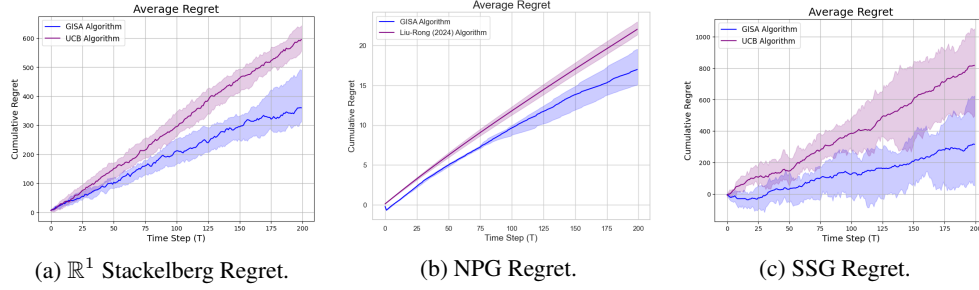 Average Regret
GISA Algorithm
UCB Algorithm
600
500
400
300
200
100
0
Cumulative Regret
0 25 50 75 100 125 150 175 200
Time Step (T)
(a) ℝ¹ Stackelberg Regret.
Average Regret
GISA Algorithm
Liu-Rong (2024) Algorithm
20
15
10
5
0
Cumulative Regret
0 25 50 75 100 125 150 175 200
Time Step (T)
(b) NPG Regret.
Average Regret
GISA Algorithm
UCB Algorithm
1000
800
600
400
200
0
Cumulative Regret
0 25 50 75 100 125 150 175 200
Time Step (T)
(c) SSG Regret.